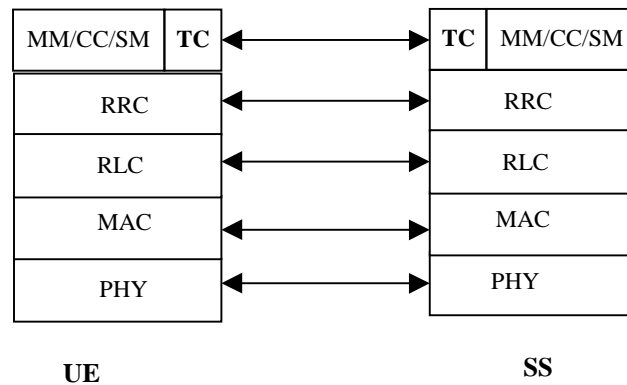 MM/CC/SM TC TC MM/CC/SM
RRC RRC
RLC RLC
MAC MAC
PHY PHY
UE SS